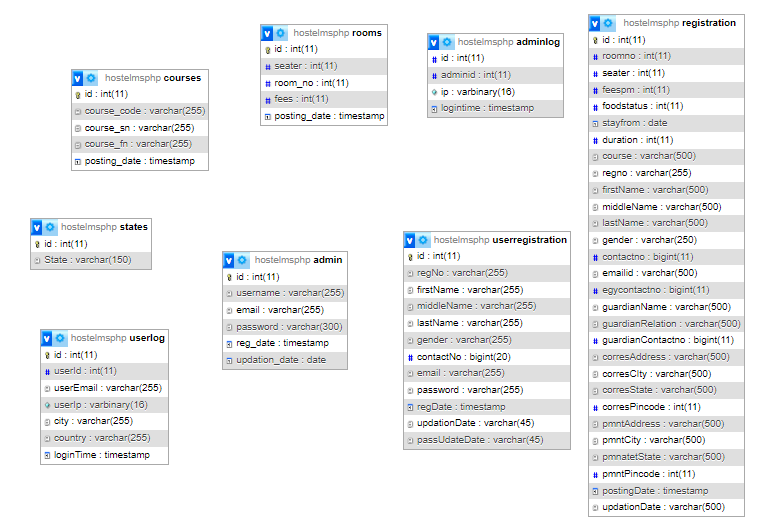 hostelmsphp courses
id : int(11)
course_code : varchar(255)
course_sn : varchar(255)
course_fn : varchar(255)
posting_date : timestamp
hostelmsphp rooms
id : int(11)
seater : int(11)
room_no : int(11)
fees : int(11)
posting_date : timestamp
hostelmsphp adminlog
id : int(11)
adminid : int(11)
ip : varbinary(16)
logintime : timestamp
hostelmsphp registration
id : int(11)
roomno : int(11)
seater : int(11)
feespm : int(11)
foodstatus : int(11)
stayfrom : date
duration : int(11)
course : varchar(500)
regno : varchar(255)
firstName : varchar(500)
middleName : varchar(500)
lastName : varchar(500)
gender : varchar(250)
contactno : bigint(11)
emailid : varchar(500)
egycontactno : bigint(11)
guardianName : varchar(500)
guardianRelation : varchar(500)
guardianContactno : bigint(11)
corresAddress : varchar(500)
corresCIty : varchar(500)
corresState : varchar(500)
corresPincode : int(11)
pmntAddress : varchar(500)
pmntCity : varchar(500)
pmnatetState : varchar(500)
pmntPincode : int(11)
postingDate : timestamp
updationDate : varchar(500)
hostelmsphp states
id : int(11)
State : varchar(150)
hostelmsphp admin
id : int(11)
username : varchar(255)
email : varchar(255)
password : varchar(300)
reg_date : timestamp
updation_date : date
hostelmsphp userregistration
id : int(11)
regNo : varchar(255)
firstName : varchar(255)
middleName : varchar(255)
lastName : varchar(255)
gender : varchar(255)
contactNo : bigint(20)
email : varchar(255)
password : varchar(255)
regDate : timestamp
updationDate : varchar(45)
passUdateDate : varchar(45)
hostelmsphp userlog
id : int(11)
userId : int(11)
userEmail : varchar(255)
userIp : varbinary(16)
city : varchar(255)
country : varchar(255)
loginTime : timestamp